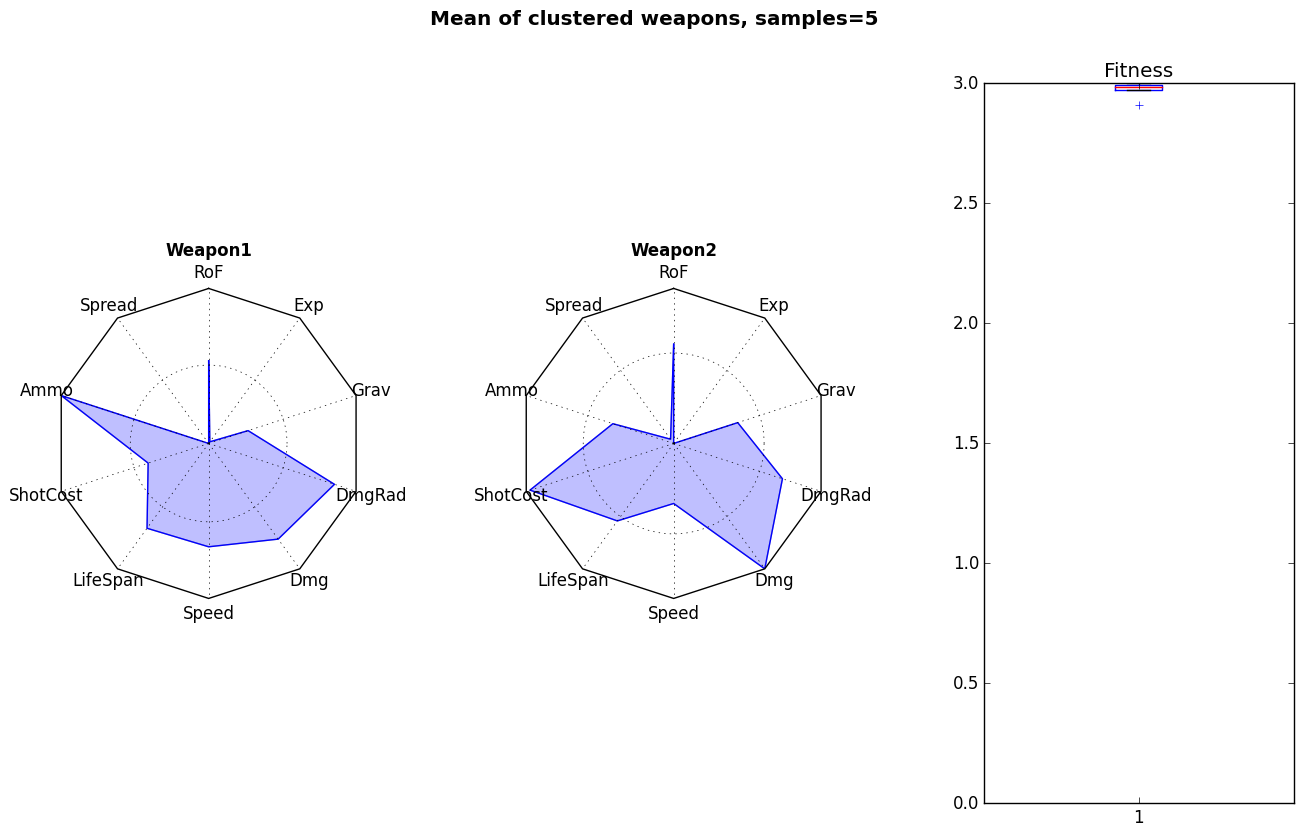 Mean of clustered weapons, samples=5
Weapon1
RoF
Spread
Exp
Ammo
Grav
ShotCost
DmgRad
LifeSpan
Dmg
Speed
Weapon2
RoF
Spread
Exp
Ammo
Grav
ShotCost
DmgRad
LifeSpan
Dmg
Speed
Fitness
3.0
2.5
2.0
1.5
1.0
0.5
0.0
1